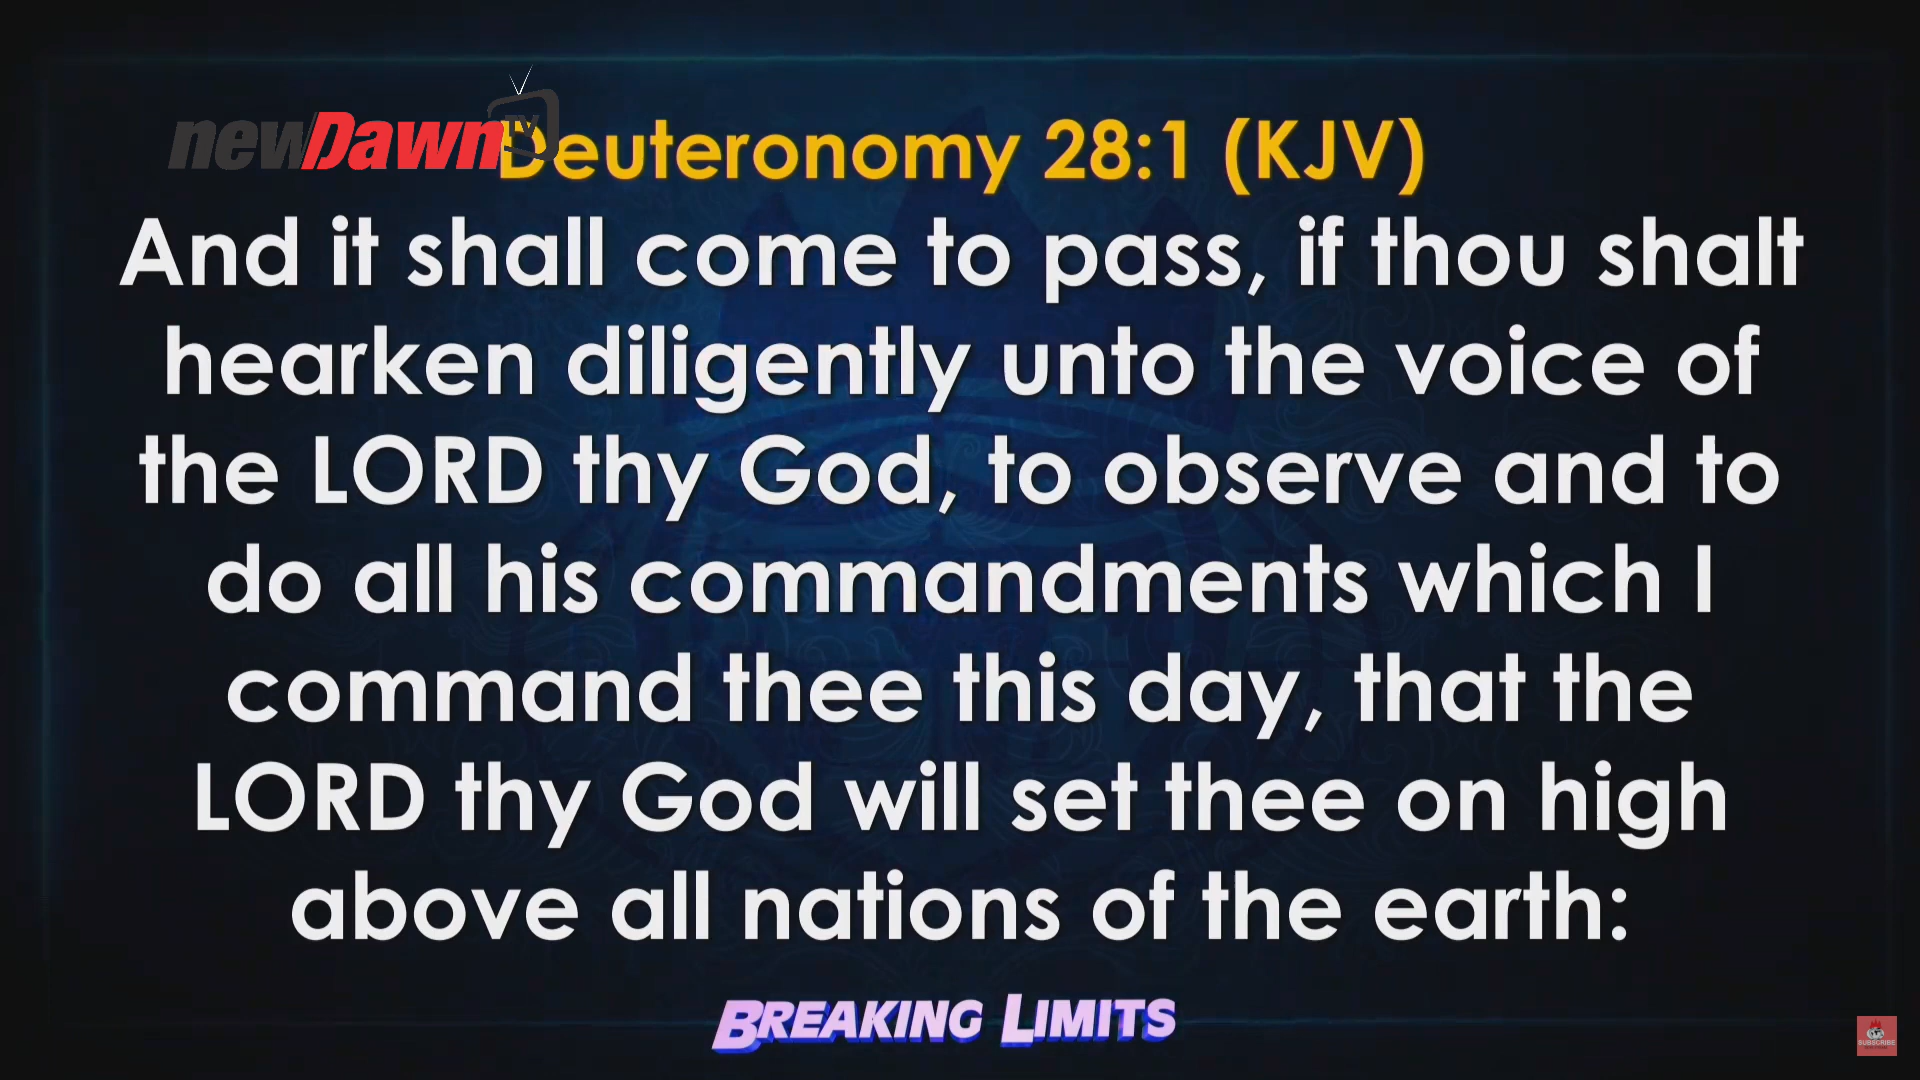 newDawn TV
Deuteronomy 28:1 (KJV)
And it shall come to pass, if thou shalt
hearken diligently unto the voice of
the LORD thy God, to observe and to
do all his commandments which I
command thee this day, that the
LORD thy God will set thee on high
above all nations of the earth:
BREAKING LIMITS
SUBSCRIBE